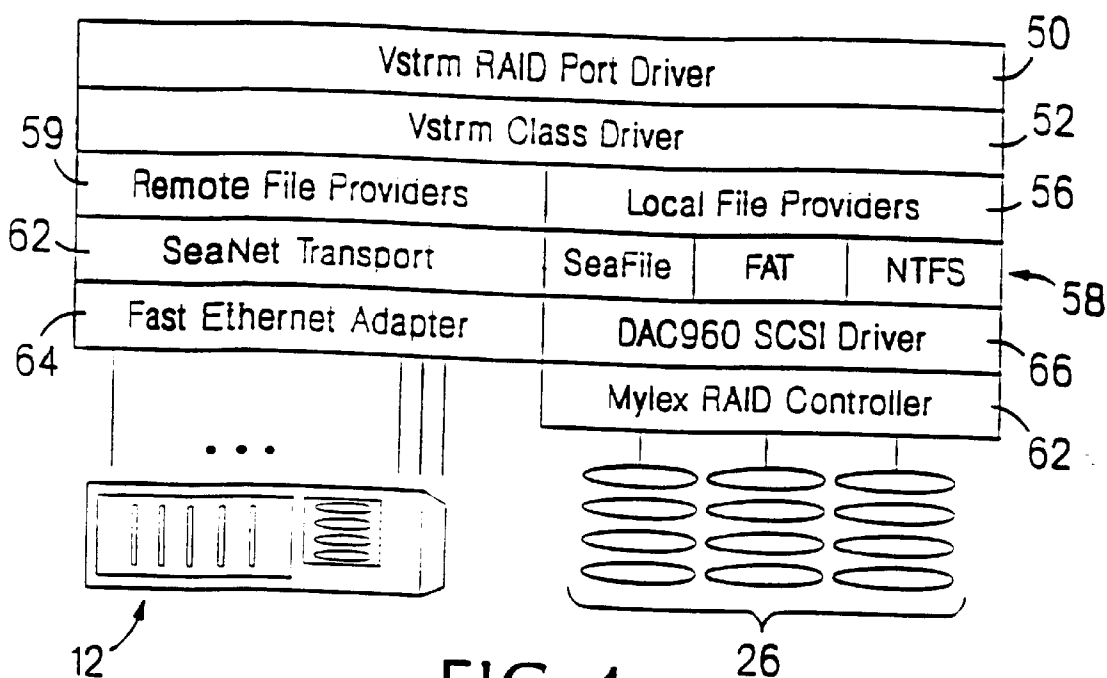 50
Vstrm RAID Port Driver
Vstrm Class Driver
52
59
Remote File Providers
Local File Providers
56
62
SeaNet Transport
SeaFile
FAT
NTFS
58
Fast Ethernet Adapter
DAC960 SCSI Driver
64
66
Mylex RAID Controller
62
...
12
26